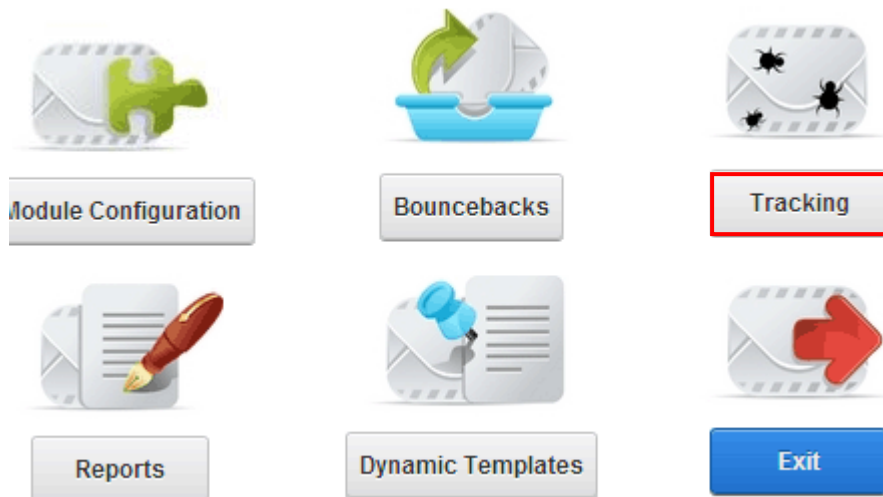 Module Configuration
Bouncebacks
Tracking
Reports
Dynamic Templates
Exit